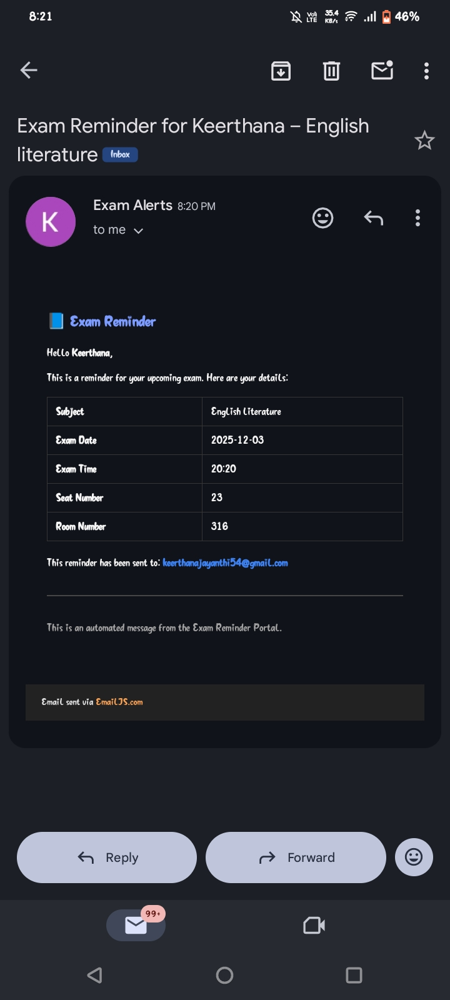 8:21
Vo)) LTE 35.4 KB/s 46%
Exam Reminder for Keerthana – English
literature Inbox
K
Exam Alerts 8:20 PM
to me
📘 Exam Reminder
Hello Keerthana,
This is a reminder for your upcoming exam. Here are your details:
Subject English literature
Exam Date 2025-12-03
Exam Time 20:20
Seat Number 23
Room Number 316
This reminder has been sent to: keerthanajayanthi54@gmail.com
This is an automated message from the Exam Reminder Portal.
Email sent via EmailJS.com
Reply Forward
99+